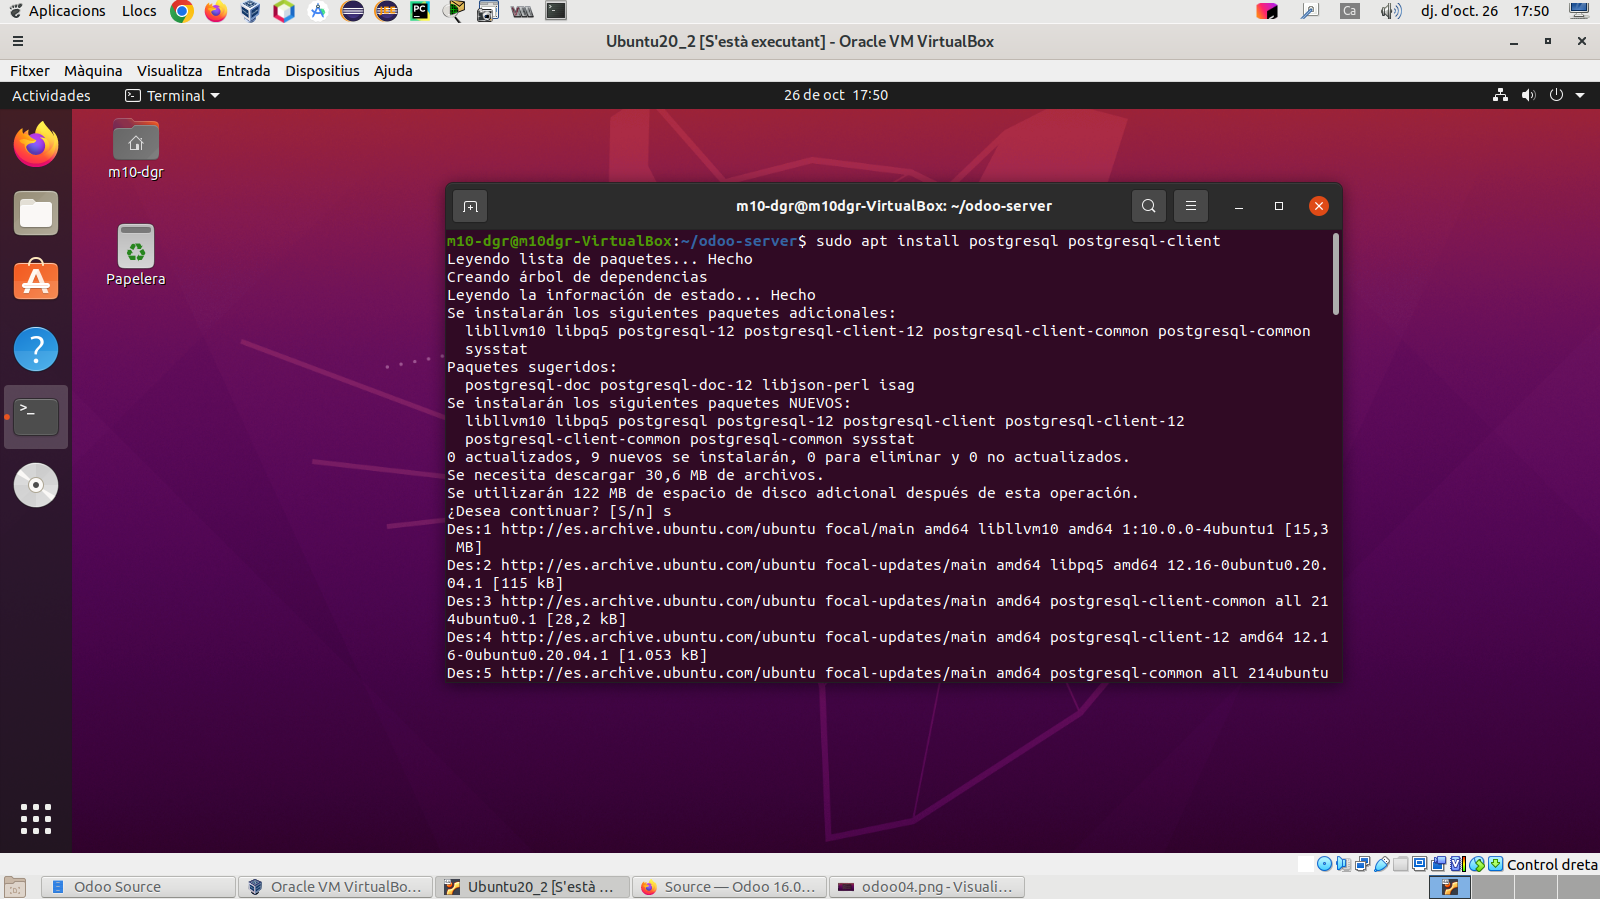 Aplicacions Llocs Ca dj. d'oct. 26 17:50
Ubuntu20_2 [S'està executant] - Oracle VM VirtualBox
Fitxer Màquina Visualitza Entrada Dispositius Ajuda
Actividades Terminal 26 de oct 17:50
m10-dgr
Papelera
m10-dgr@m10dgr-VirtualBox: ~/odoo-server
m10-dgr@m10dgr-VirtualBox:~/odoo-server$ sudo apt install postgresql postgresql-client
Leyendo lista de paquetes... Hecho
Creando árbol de dependencias
Leyendo la información de estado... Hecho
Se instalarán los siguientes paquetes adicionales:
libllvm10 libpq5 postgresql-12 postgresql-client-12 postgresql-client-common postgresql-common
sysstat
Paquetes sugeridos:
postgresql-doc postgresql-doc-12 libjson-perl isag
Se instalarán los siguientes paquetes NUEVOS:
libllvm10 libpq5 postgresql postgresql-12 postgresql-client postgresql-client-12
postgresql-client-common postgresql-common sysstat
0 actualizados, 9 nuevos se instalarán, 0 para eliminar y 0 no actualizados.
Se necesita descargar 30,6 MB de archivos.
Se utilizarán 122 MB de espacio de disco adicional después de esta operación.
¿Desea continuar? [S/n] s
Des:1 http://es.archive.ubuntu.com/ubuntu focal/main amd64 libllvm10 amd64 1:10.0.0-4ubuntu1 [15,3
MB]
Des:2 http://es.archive.ubuntu.com/ubuntu focal-updates/main amd64 libpq5 amd64 12.16-0ubuntu0.20.
04.1 [115 kB]
Des:3 http://es.archive.ubuntu.com/ubuntu focal-updates/main amd64 postgresql-client-common all 21
4ubuntu0.1 [28,2 kB]
Des:4 http://es.archive.ubuntu.com/ubuntu focal-updates/main amd64 postgresql-client-12 amd64 12.1
6-0ubuntu0.20.04.1 [1.053 kB]
Des:5 http://es.archive.ubuntu.com/ubuntu focal-updates/main amd64 postgresql-common all 214ubuntu
Control dreta
Odoo Source Oracle VM VirtualBo... Ubuntu20_2 [S'està ... Source — Odoo 16.0... odoo04.png - Visuali...